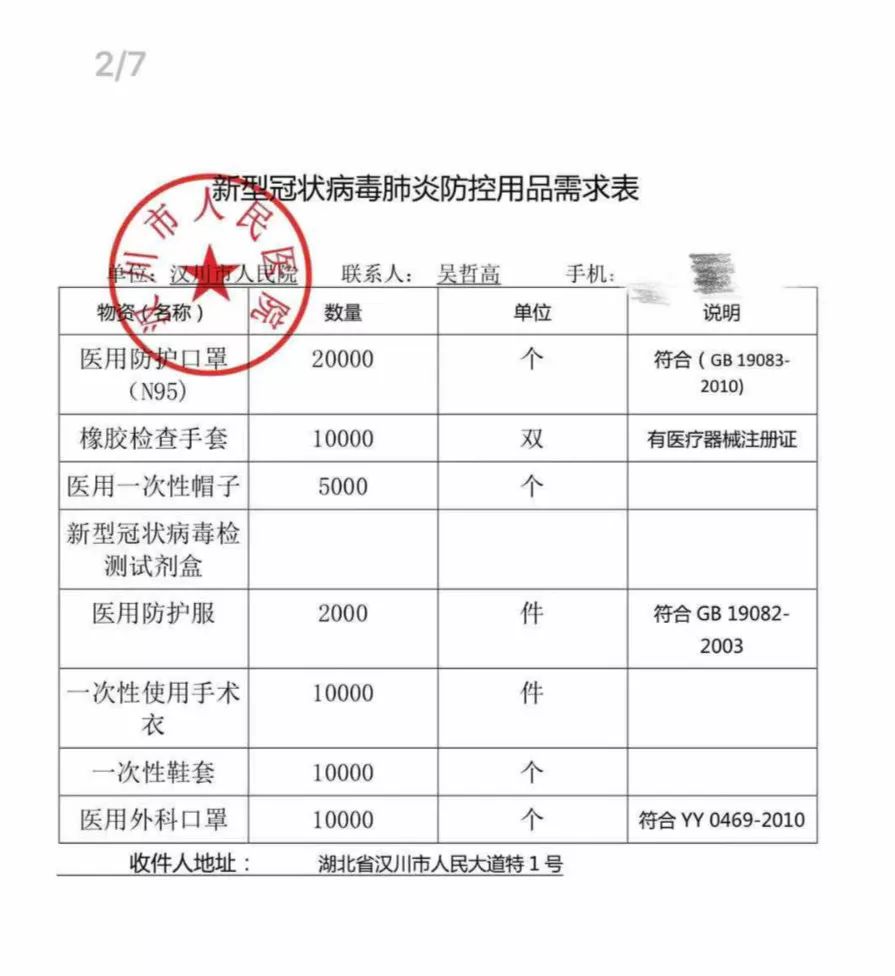 2/7
新型冠状病毒肺炎防控用品需求表
单位：汉川市人民医院 联系人： 吴哲高 手机：
汉川市人民医院
物资（名称） 数量 单位 说明
医用防护口罩 20000 个 符合（GB 19083-
（N95） 2010)
橡胶检查手套 10000 双 有医疗器械注册证
医用一次性帽子 5000 个
新型冠状病毒检
测试剂盒
医用防护服 2000 件 符合 GB 19082-
2003
一次性使用手术 10000 件
衣
一次性鞋套 10000 个
医用外科口罩 10000 个 符合 YY 0469-2010
收件人地址： 湖北省汉川市人民大道特 1 号